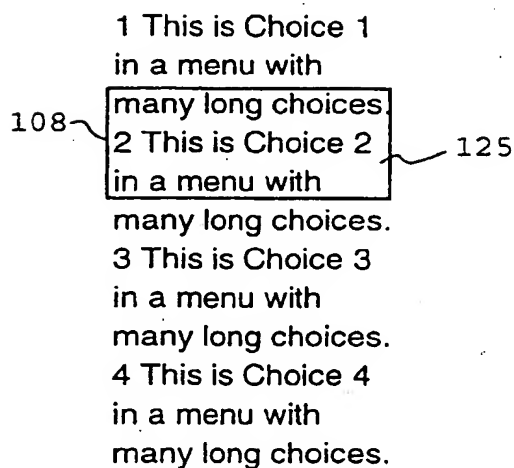 1 This is Choice 1
in a menu with
many long choices.
108
2 This is Choice 2
125
in a menu with
many long choices.
3 This is Choice 3
in a menu with
many long choices.
4 This is Choice 4
in a menu with
many long choices.